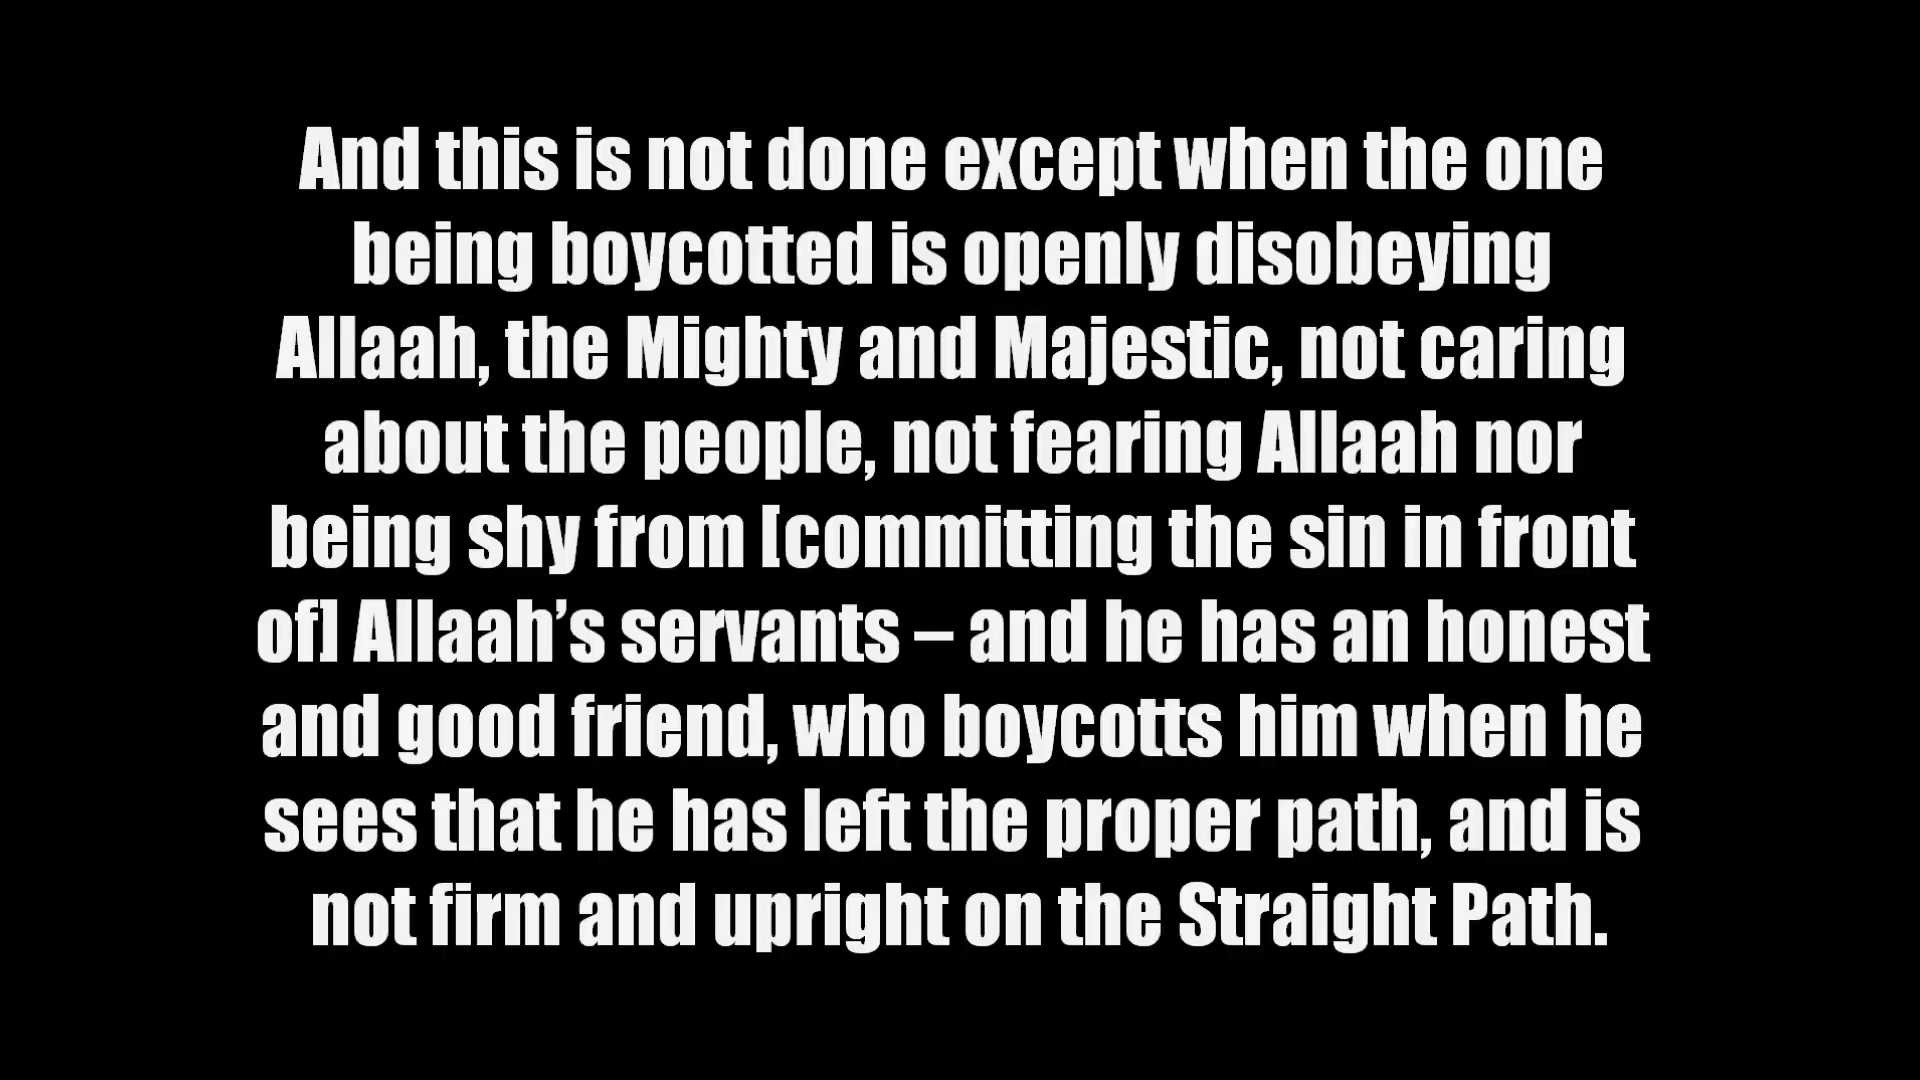 And this is not done except when the one
being boycotted is openly disobeying
Allaah, the Mighty and Majestic, not caring
about the people, not fearing Allaah nor
being shy from [committing the sin in front
of] Allaah’s servants – and he has an honest
and good friend, who boycotts him when he
sees that he has left the proper path, and is
not firm and upright on the Straight Path.